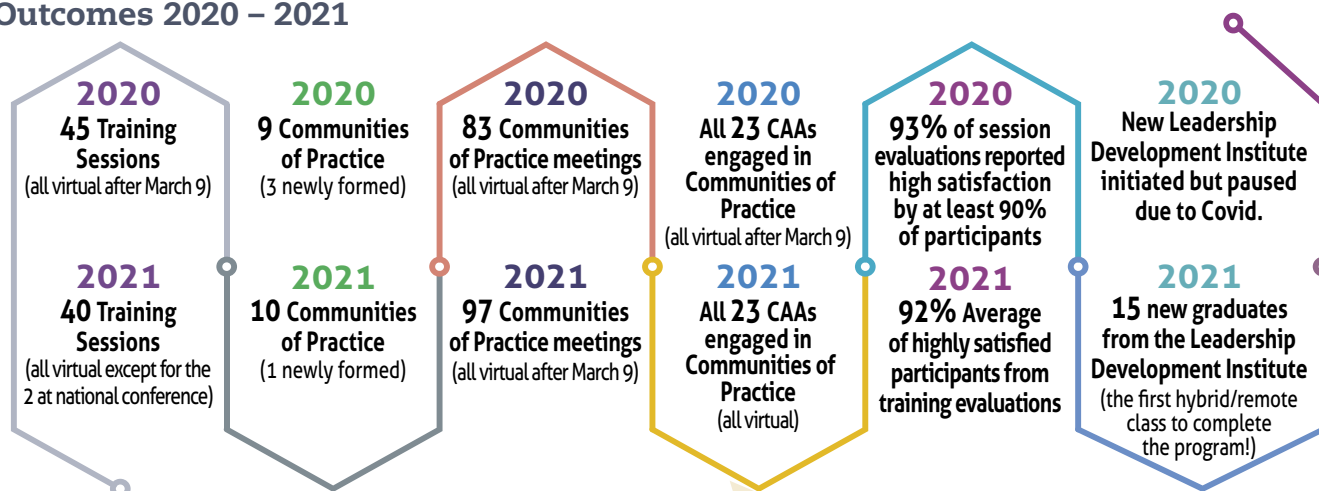 Outcomes 2020 – 2021
2020
45 Training
Sessions
(all virtual after March 9)
2021
40 Training
Sessions
(all virtual except for the
2 at national conference)
2020
9 Communities
of Practice
(3 newly formed)
2021
10 Communities
of Practice
(1 newly formed)
2020
83 Communities
of Practice meetings
(all virtual after March 9)
2021
97 Communities
of Practice meetings
(all virtual after March 9)
2020
All 23 CAAs
engaged in
Communities of
Practice
(all virtual after March 9)
2021
All 23 CAAs
engaged in
Communities of
Practice
(all virtual)
2020
93% of session
evaluations reported
high satisfaction
by at least 90%
of participants
2021
92% Average
of highly satisfied
participants from
training evaluations
2020
New Leadership
Development Institute
initiated but paused
due to Covid.
2021
15 new graduates
from the Leadership
Development Institute
(the first hybrid/remote
class to complete
the program!)